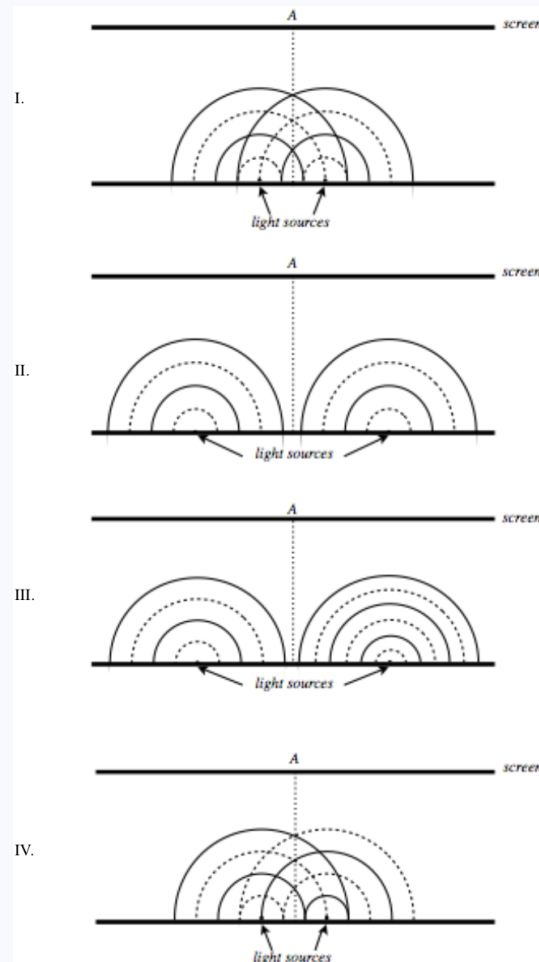 A
screen
I.
light sources
A
screen
II.
light sources
A
screen
III.
light sources
A
screen
IV.
light sources